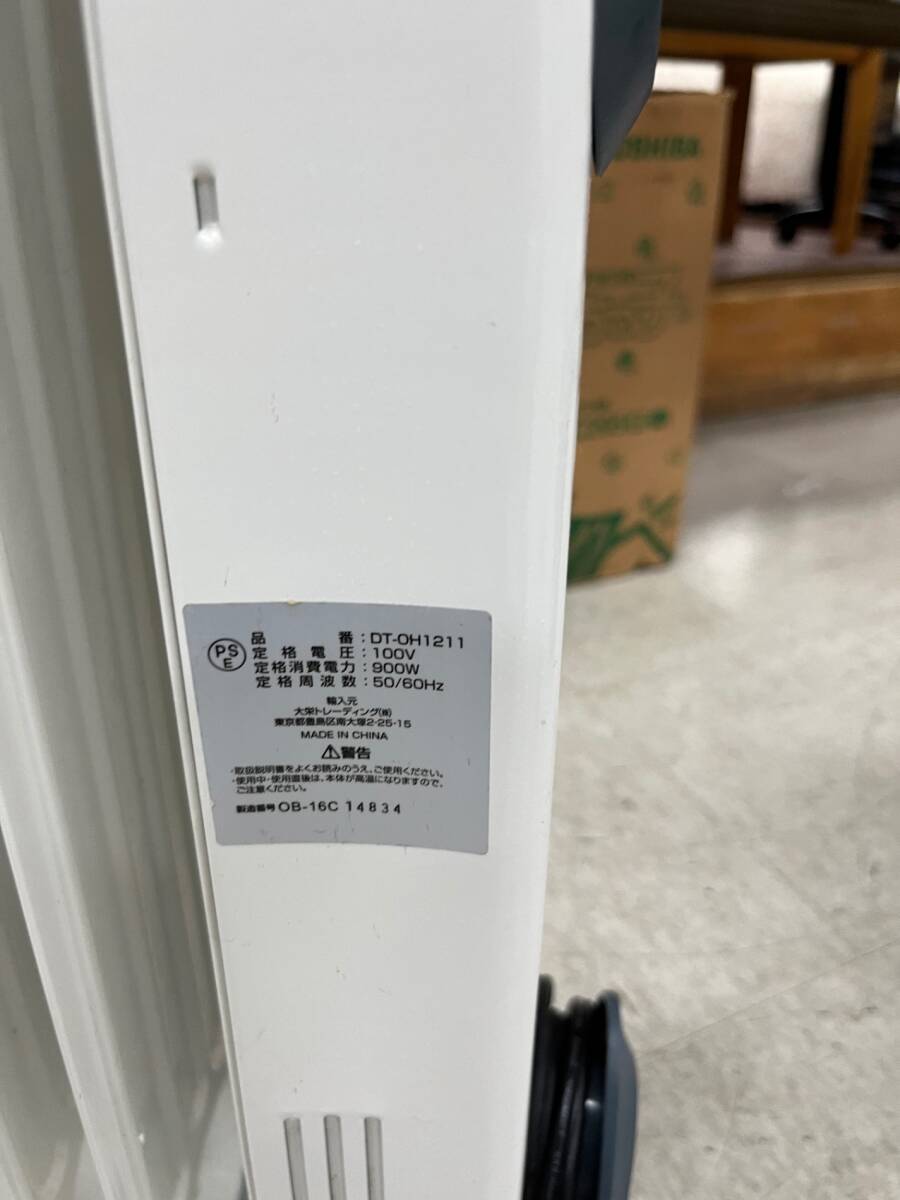 OSHIBA
PS
E
品 番 : DT-OH1211
定格電圧 : 100V
定格消費電力 : 900W
定格周波数 : 50/60Hz
輸入元
大栄トレーディング(株)
東京都豊島区南大塚2-25-15
MADE IN CHINA
⚠警告
・取扱説明書をよくお読みのうえ、ご使用ください。
・使用中・使用直後は、本体が高温になりますので、
ご注意ください。
製造番号 OB-16C 14834